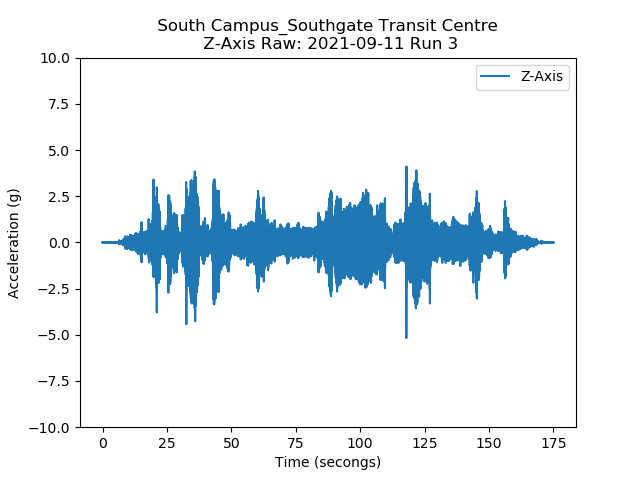 South Campus_Southgate Transit Centre
Z-Axis Raw: 2021-09-11 Run 3
Z-Axis
10.0
7.5
5.0
2.5
0.0
−2.5
−5.0
−7.5
−10.0
Acceleration (g)
0 25 50 75 100 125 150 175
Time (secongs)